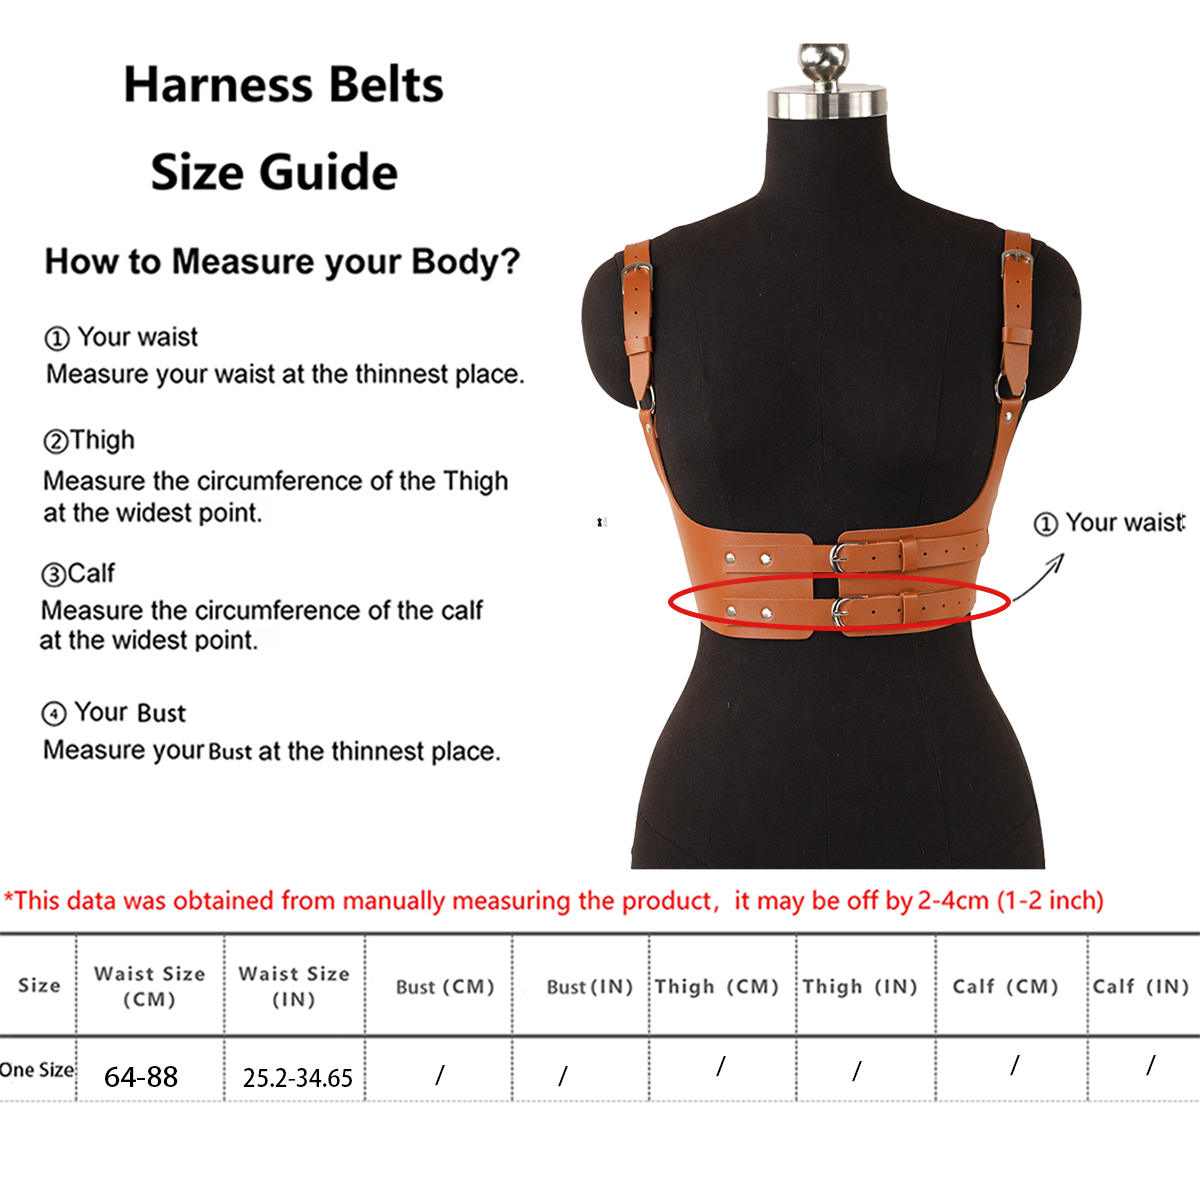 Harness Belts
Size Guide
How to Measure your Body?
① Your waist
Measure your waist at the thinnest place.
②Thigh
Measure the circumference of the Thigh
at the widest point.
③Calf
Measure the circumference of the calf
at the widest point.
④ Your Bust
Measure your Bust at the thinnest place.
① Your waist
*This data was obtained from manually measuring the product, it may be off by 2-4cm (1-2 inch)
Size Waist Size (CM) Waist Size (IN) Bust (CM) Bust (IN) Thigh (CM) Thigh (IN) Calf (CM) Calf (IN)
One Size 64-88 25.2-34.65 / / / / / /